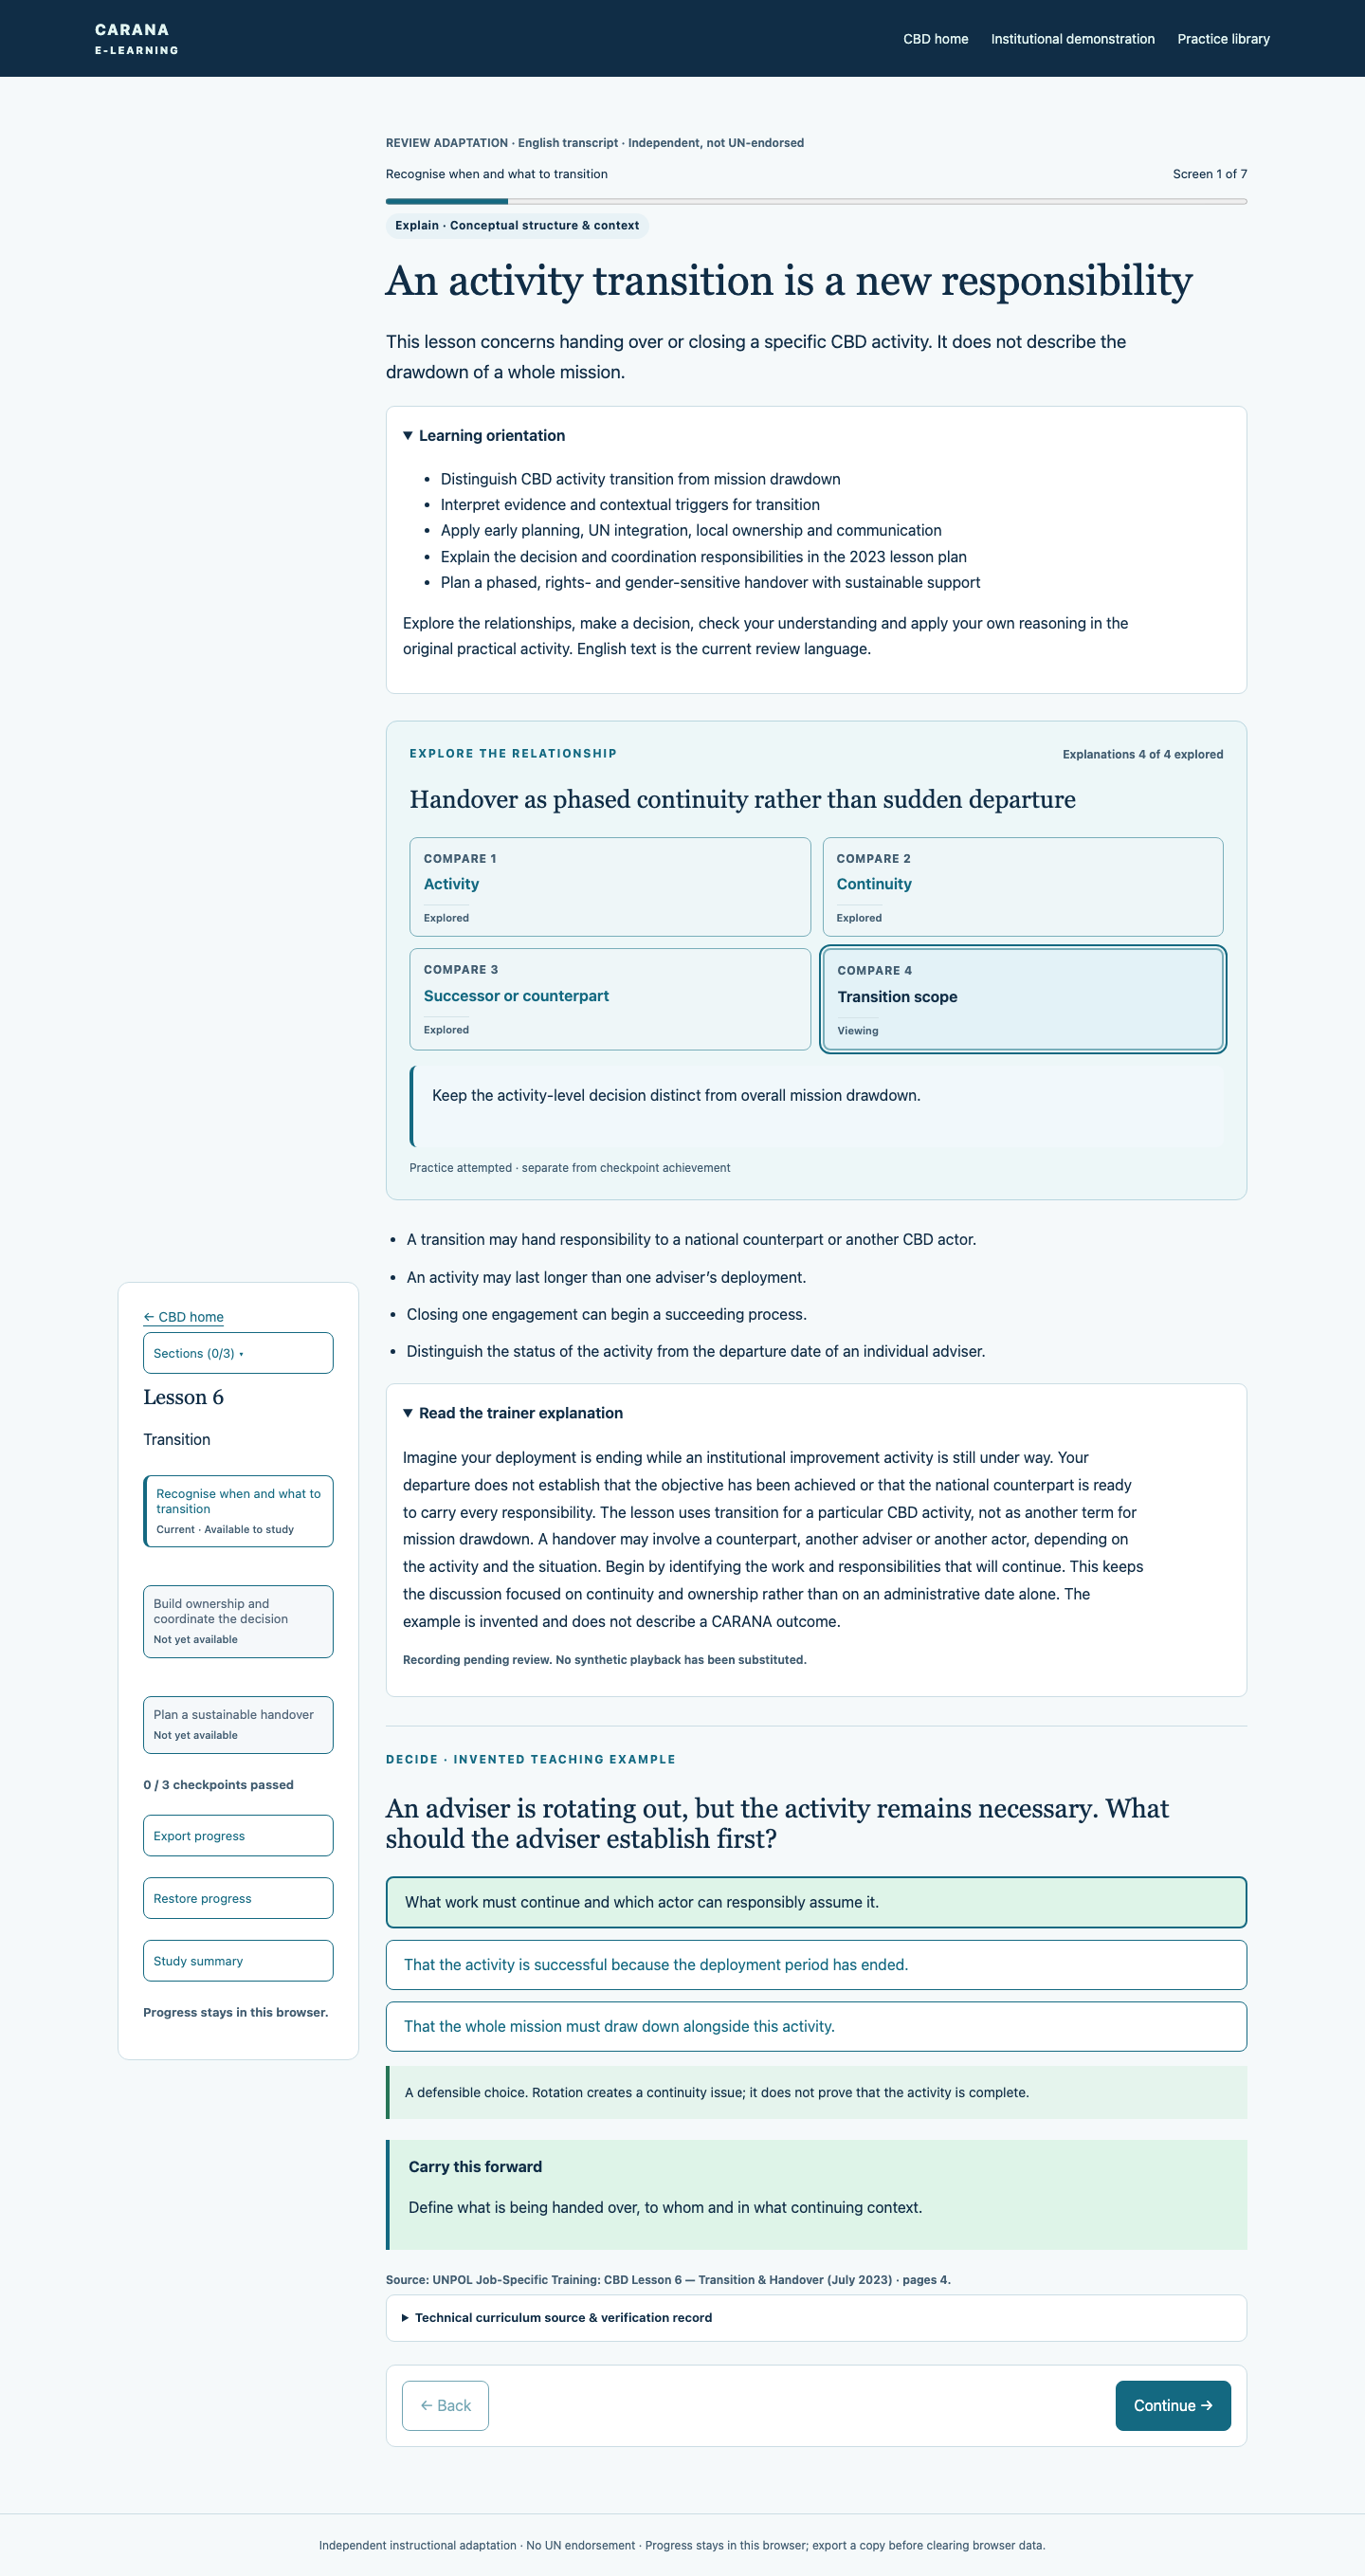 CARANA
E-LEARNING
CBD home
Institutional demonstration
Practice library
REVIEW ADAPTATION · English transcript · Independent, not UN-endorsed
Recognise when and what to transition
Screen 1 of 7
Explain · Conceptual structure & context
An activity transition is a new responsibility
This lesson concerns handing over or closing a specific CBD activity. It does not describe the
drawdown of a whole mission.
▼ Learning orientation
• Distinguish CBD activity transition from mission drawdown
• Interpret evidence and contextual triggers for transition
• Apply early planning, UN integration, local ownership and communication
• Explain the decision and coordination responsibilities in the 2023 lesson plan
• Plan a phased, rights- and gender-sensitive handover with sustainable support
Explore the relationships, make a decision, check your understanding and apply your own reasoning in the
original practical activity. English text is the current review language.
EXPLORE THE RELATIONSHIP
Explanations 4 of 4 explored
Handover as phased continuity rather than sudden departure
COMPARE 1
Activity
Explored
COMPARE 2
Continuity
Explored
COMPARE 3
Successor or counterpart
Explored
COMPARE 4
Transition scope
Viewing
Keep the activity-level decision distinct from overall mission drawdown.
Practice attempted · separate from checkpoint achievement
• A transition may hand responsibility to a national counterpart or another CBD actor.
• An activity may last longer than one adviser’s deployment.
• Closing one engagement can begin a succeeding process.
• Distinguish the status of the activity from the departure date of an individual adviser.
← CBD home
Sections (0/3) ▾
Lesson 6
Transition
Recognise when and what to
transition
Current · Available to study
Build ownership and
coordinate the decision
Not yet available
Plan a sustainable handover
Not yet available
0 / 3 checkpoints passed
Export progress
Restore progress
Study summary
Progress stays in this browser.
▼ Read the trainer explanation
Imagine your deployment is ending while an institutional improvement activity is still under way. Your
departure does not establish that the objective has been achieved or that the national counterpart is ready
to carry every responsibility. The lesson uses transition for a particular CBD activity, not as another term for
mission drawdown. A handover may involve a counterpart, another adviser or another actor, depending on
the activity and the situation. Begin by identifying the work and responsibilities that will continue. This keeps
the discussion focused on continuity and ownership rather than on an administrative date alone. The
example is invented and does not describe a CARANA outcome.
Recording pending review. No synthetic playback has been substituted.
DECIDE · INVENTED TEACHING EXAMPLE
An adviser is rotating out, but the activity remains necessary. What
should the adviser establish first?
What work must continue and which actor can responsibly assume it.
That the activity is successful because the deployment period has ended.
That the whole mission must draw down alongside this activity.
A defensible choice. Rotation creates a continuity issue; it does not prove that the activity is complete.
Carry this forward
Define what is being handed over, to whom and in what continuing context.
Source: UNPOL Job-Specific Training: CBD Lesson 6 — Transition & Handover (July 2023) · pages 4.
▶ Technical curriculum source & verification record
← Back
Continue →
Independent instructional adaptation · No UN endorsement · Progress stays in this browser; export a copy before clearing browser data.